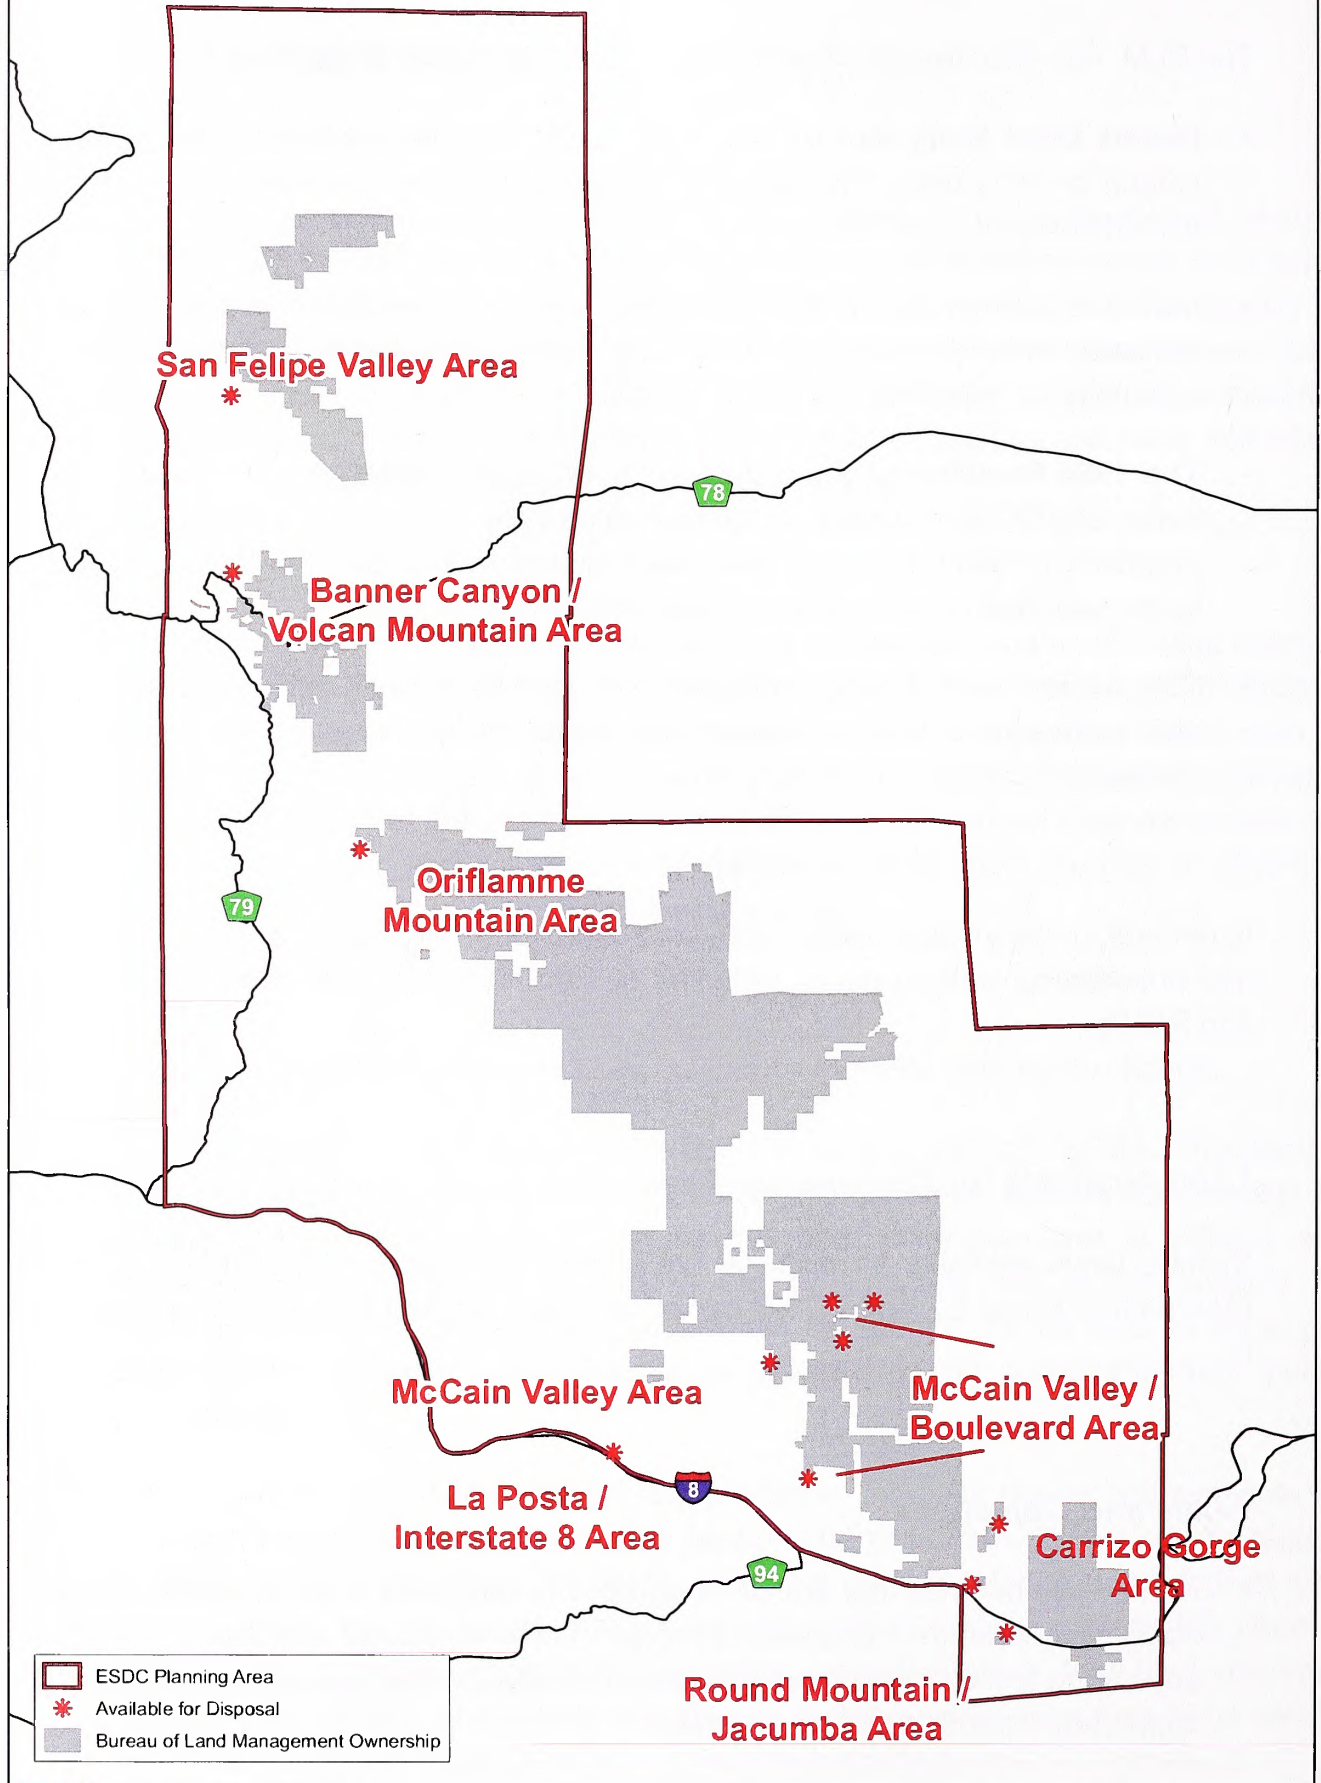 San Felipe Valley Area
78
Banner Canyon /
Volcan Mountain Area
Oriflamme
Mountain Area
79
McCain Valley Area
McCain Valley /
Boulevard Area
8
La Posta /
Interstate 8 Area
Carrizo Gorge
Area
94
Round Mountain /
Jacumba Area
ESDC Planning Area
Available for Disposal
Bureau of Land Management Ownership